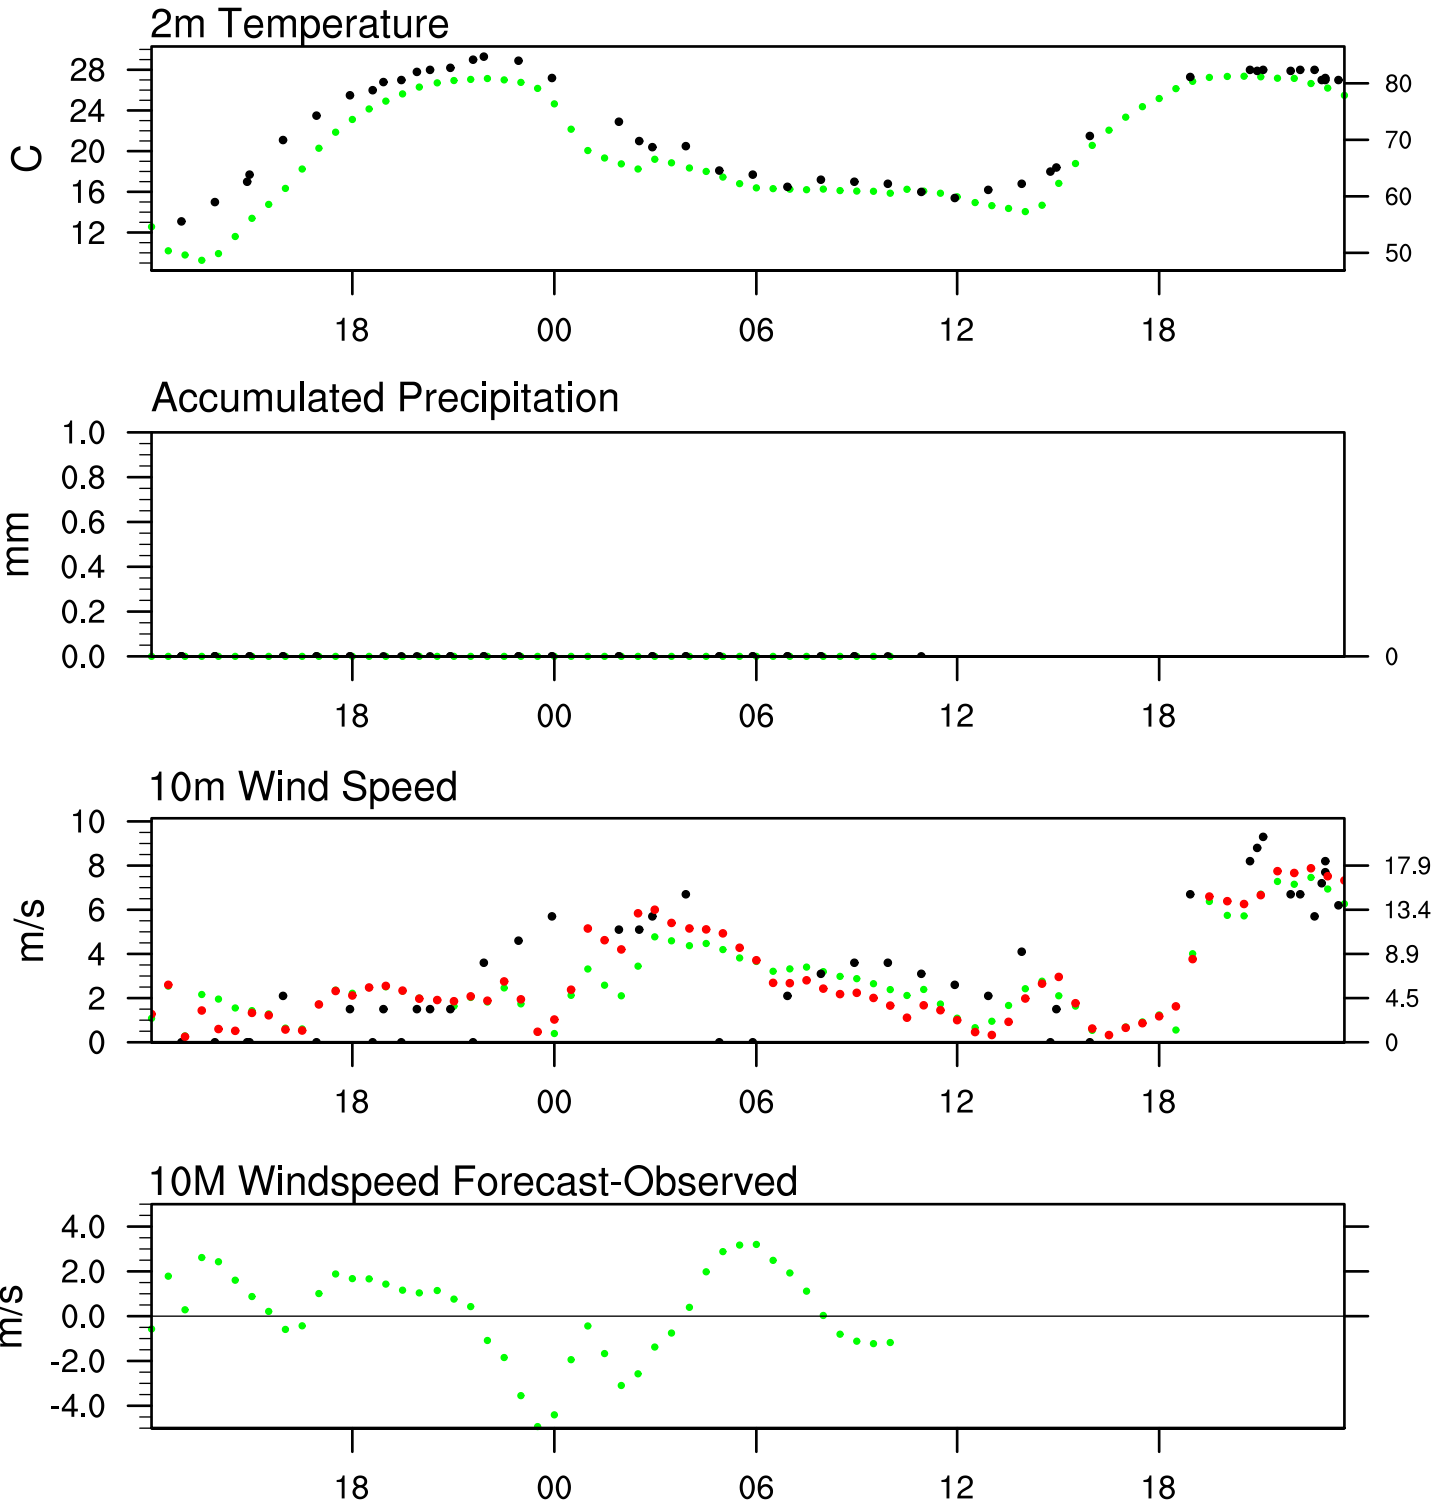 2m Temperature
28
24
20
16
12
C
80
70
60
50
18 00 06 12 18
Accumulated Precipitation
1.0
0.8
0.6
0.4
0.2
0.0
mm
0
18 00 06 12 18
10m Wind Speed
10
8
6
4
2
0
m/s
17.9
13.4
8.9
4.5
0
18 00 06 12 18
10M Windspeed Forecast-Observed
4.0
2.0
0.0
-2.0
-4.0
m/s
18 00 06 12 18